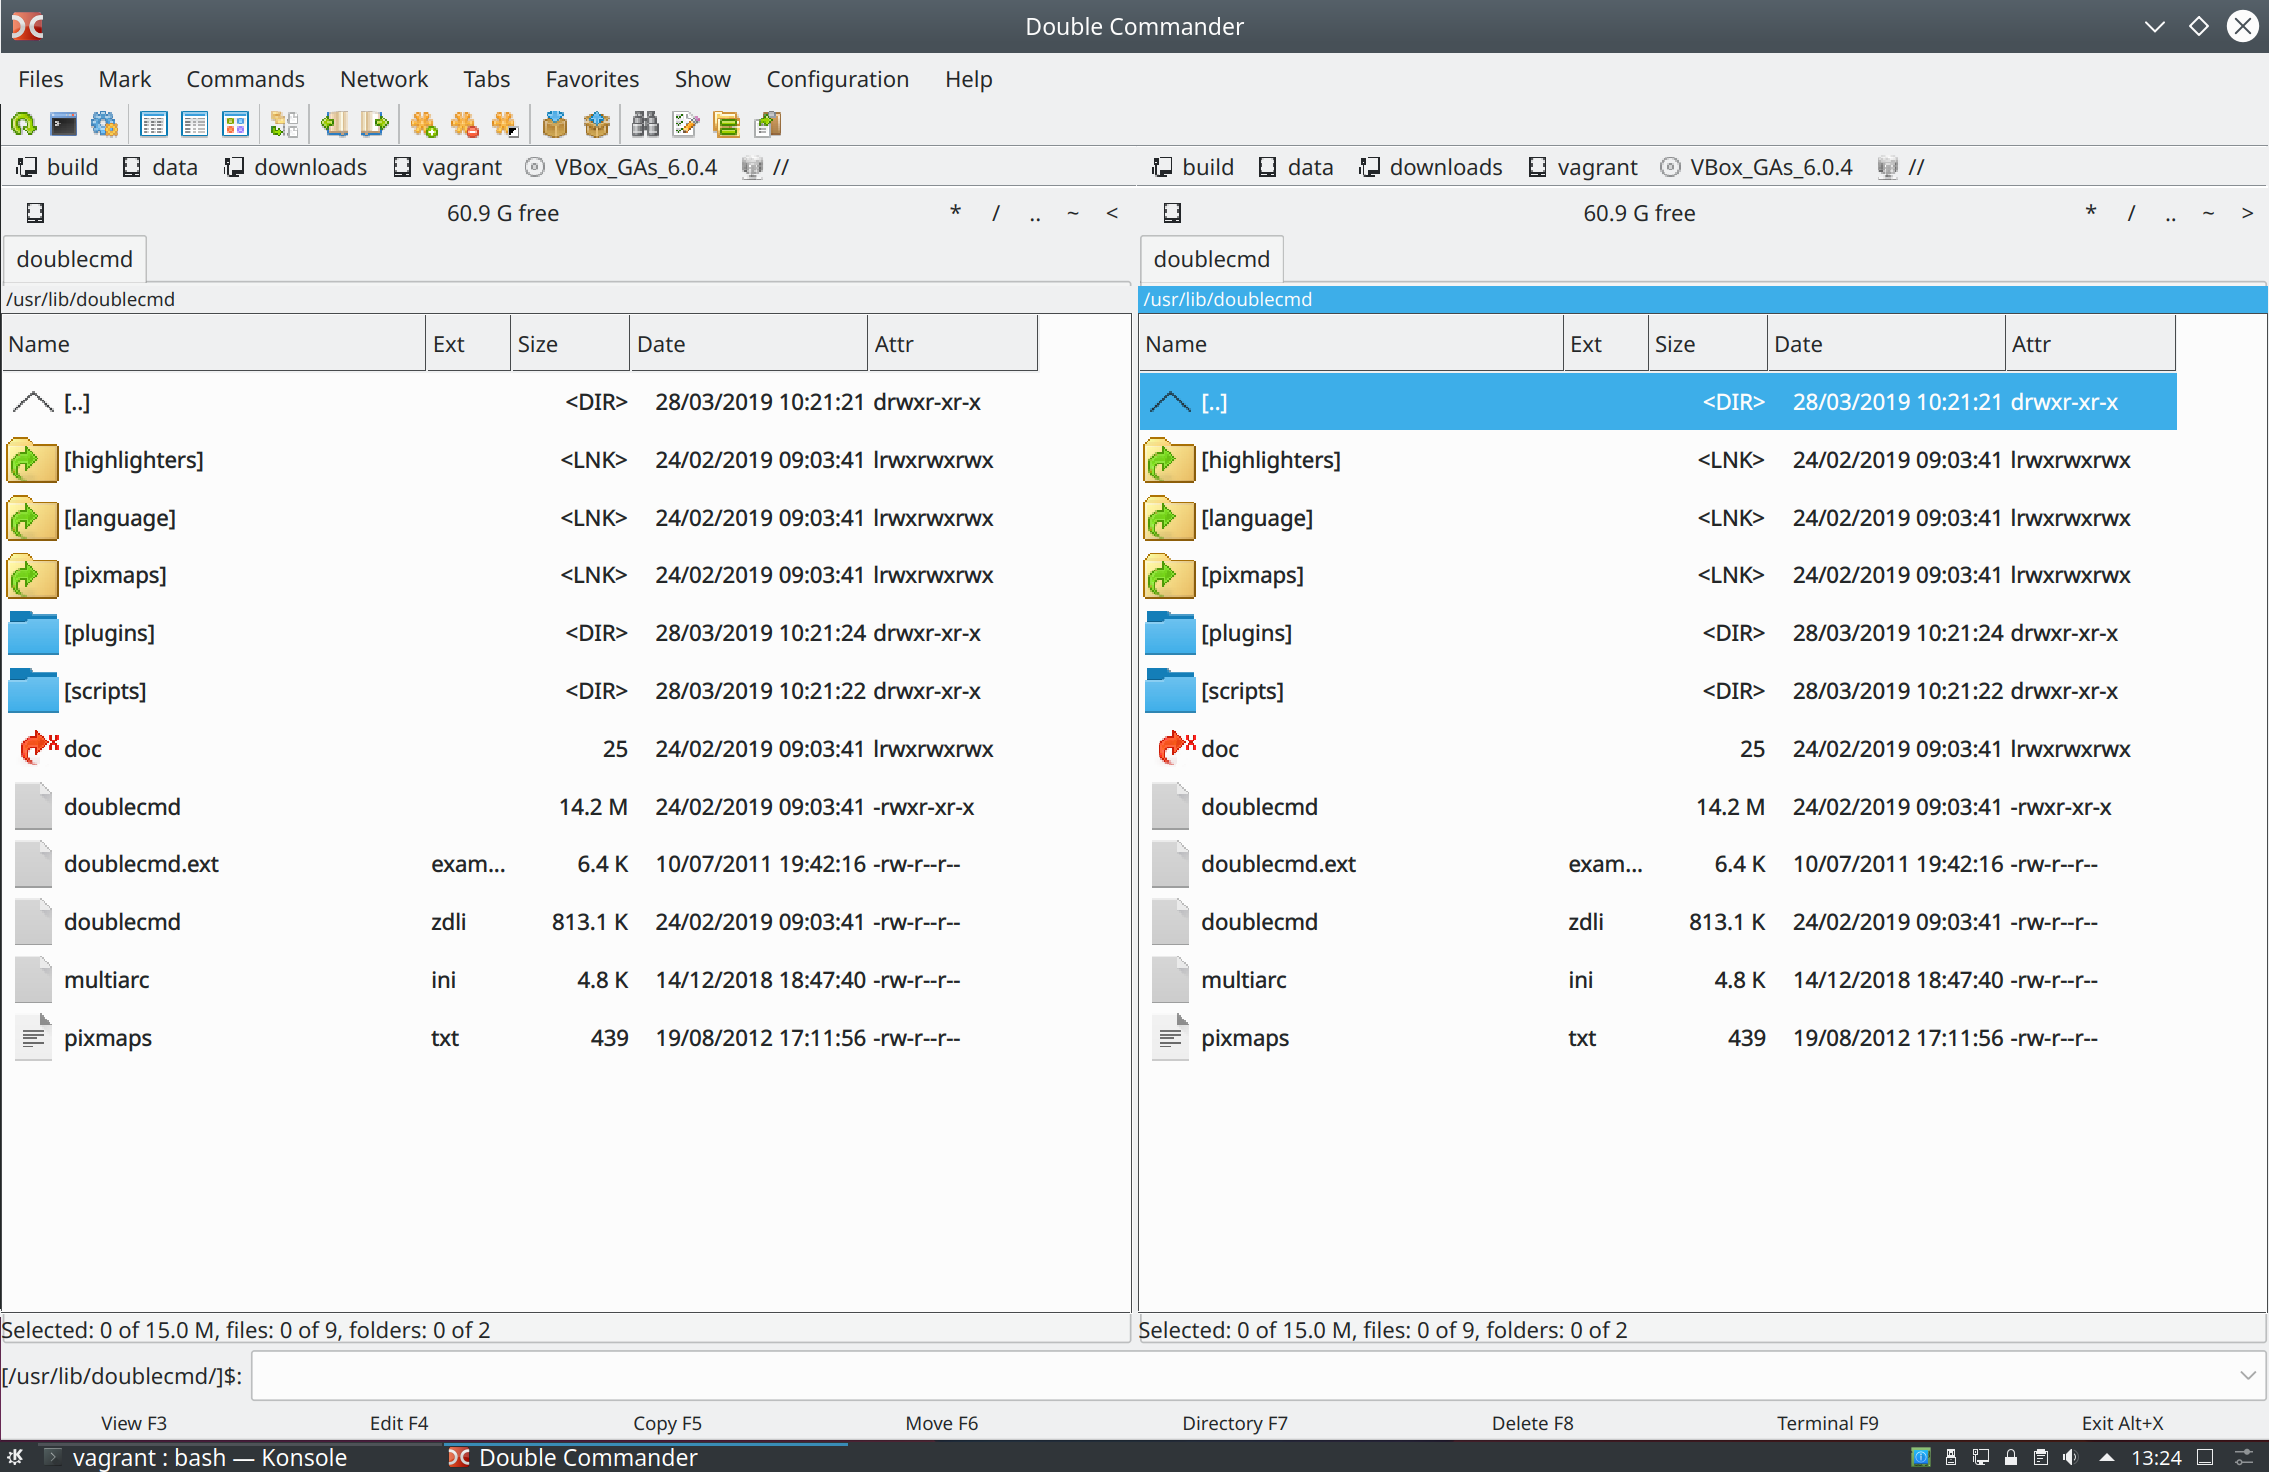 Double Commander
Files Mark Commands Network Tabs Favorites Show Configuration Help
build data downloads vagrant VBox_GAs_6.0.4 // build data downloads vagrant VBox_GAs_6.0.4 //
60.9 G free * / .. ~ < 60.9 G free * / .. ~ >
doublecmd doublecmd
/usr/lib/doublecmd /usr/lib/doublecmd
Name Ext Size Date Attr Name Ext Size Date Attr
[..] <DIR> 28/03/2019 10:21:21 drwxr-xr-x [..] <DIR> 28/03/2019 10:21:21 drwxr-xr-x
[highlighters] <LNK> 24/02/2019 09:03:41 lrwxrwxrwx [highlighters] <LNK> 24/02/2019 09:03:41 lrwxrwxrwx
[language] <LNK> 24/02/2019 09:03:41 lrwxrwxrwx [language] <LNK> 24/02/2019 09:03:41 lrwxrwxrwx
[pixmaps] <LNK> 24/02/2019 09:03:41 lrwxrwxrwx [pixmaps] <LNK> 24/02/2019 09:03:41 lrwxrwxrwx
[plugins] <DIR> 28/03/2019 10:21:24 drwxr-xr-x [plugins] <DIR> 28/03/2019 10:21:24 drwxr-xr-x
[scripts] <DIR> 28/03/2019 10:21:22 drwxr-xr-x [scripts] <DIR> 28/03/2019 10:21:22 drwxr-xr-x
doc 25 24/02/2019 09:03:41 lrwxrwxrwx doc 25 24/02/2019 09:03:41 lrwxrwxrwx
doublecmd 14.2 M 24/02/2019 09:03:41 -rwxr-xr-x doublecmd 14.2 M 24/02/2019 09:03:41 -rwxr-xr-x
doublecmd.ext exam... 6.4 K 10/07/2011 19:42:16 -rw-r--r-- doublecmd.ext exam... 6.4 K 10/07/2011 19:42:16 -rw-r--r--
doublecmd zdli 813.1 K 24/02/2019 09:03:41 -rw-r--r-- doublecmd zdli 813.1 K 24/02/2019 09:03:41 -rw-r--r--
multiarc ini 4.8 K 14/12/2018 18:47:40 -rw-r--r-- multiarc ini 4.8 K 14/12/2018 18:47:40 -rw-r--r--
pixmaps txt 439 19/08/2012 17:11:56 -rw-r--r-- pixmaps txt 439 19/08/2012 17:11:56 -rw-r--r--
Selected: 0 of 15.0 M, files: 0 of 9, folders: 0 of 2 Selected: 0 of 15.0 M, files: 0 of 9, folders: 0 of 2
[/usr/lib/doublecmd/]$:
View F3 Edit F4 Copy F5 Move F6 Directory F7 Delete F8 Terminal F9 Exit Alt+X
vagrant : bash — Konsole Double Commander 13:24